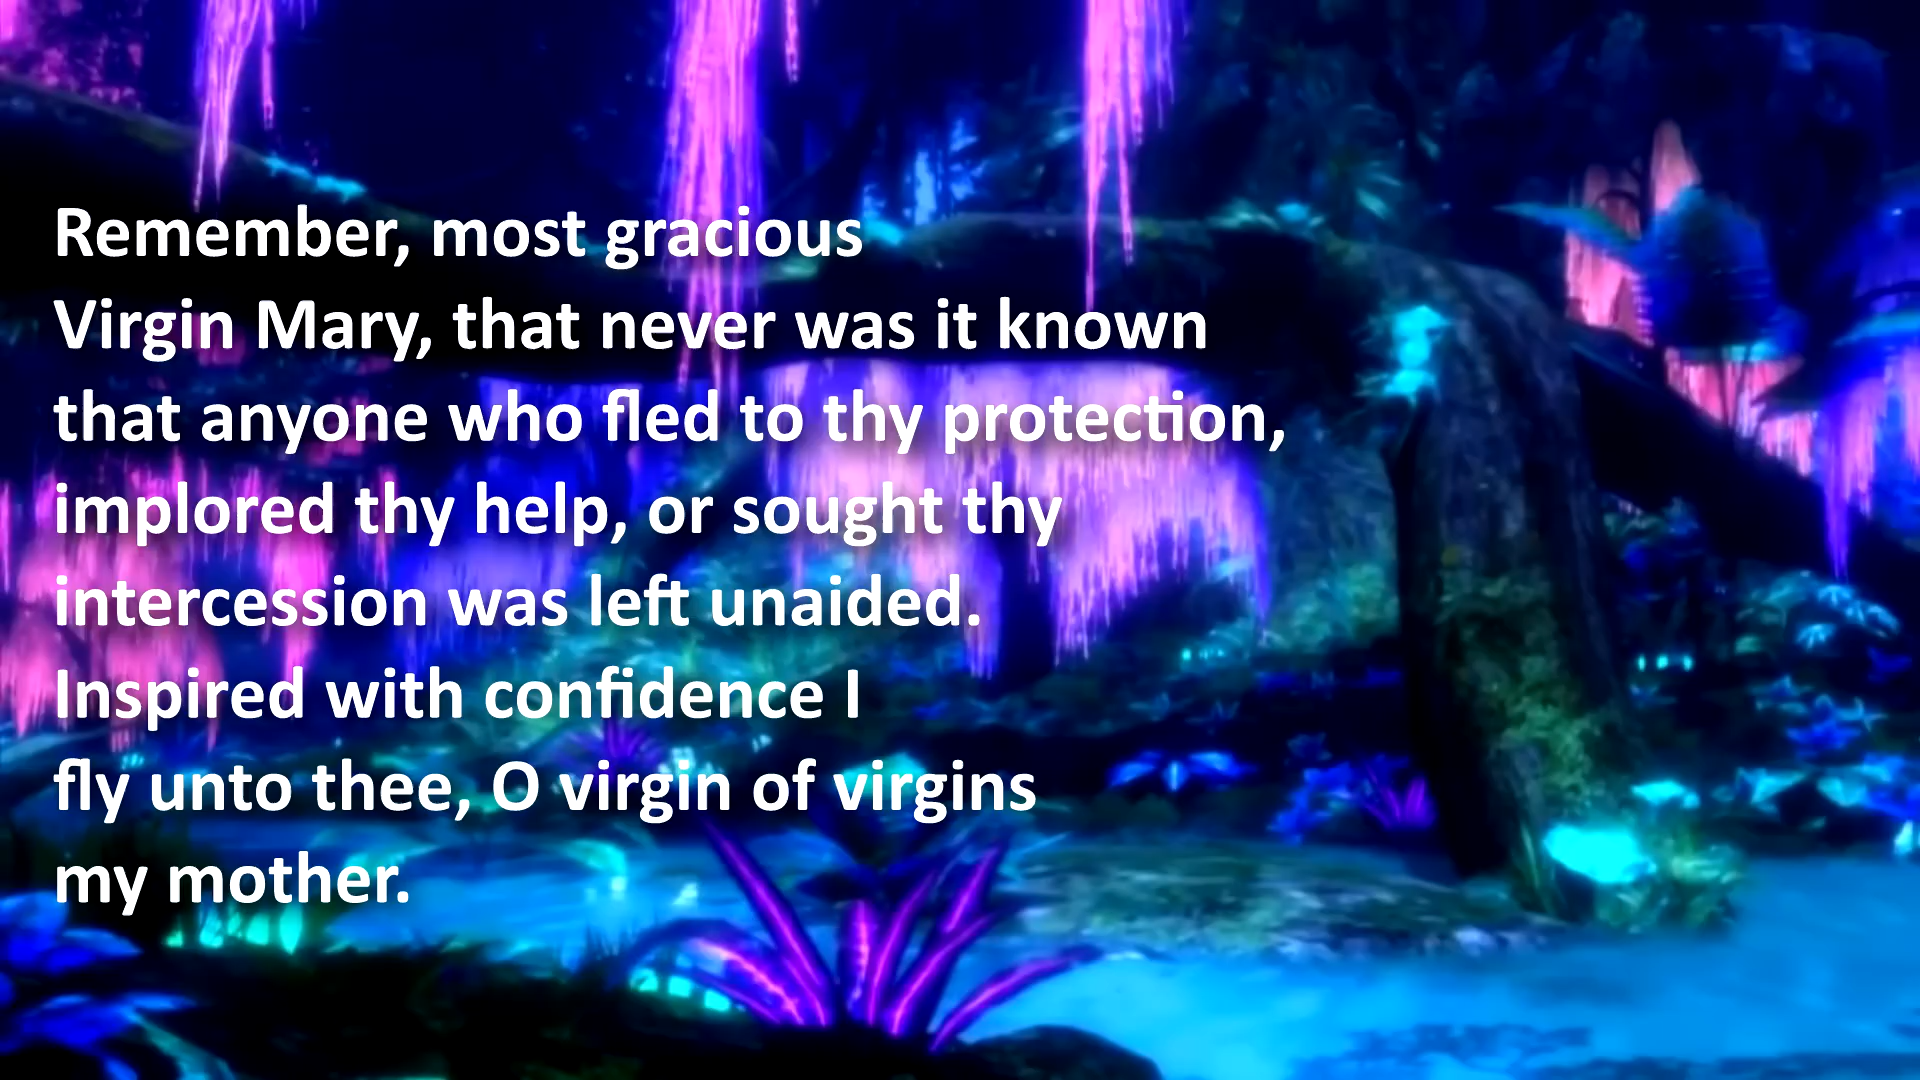 Remember, most gracious
Virgin Mary, that never was it known
that anyone who fled to thy protection,
implored thy help, or sought thy
intercession was left unaided.
Inspired with confidence I
fly unto thee, O virgin of virgins
my mother.